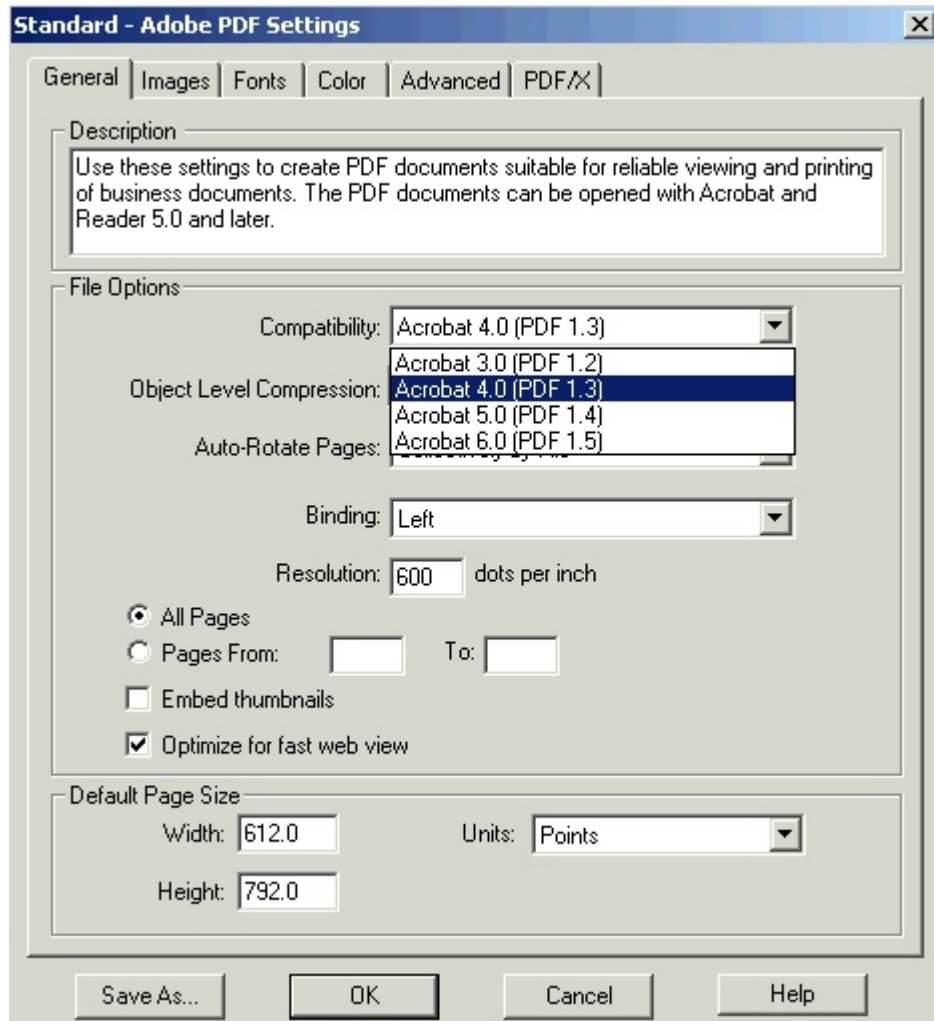 Standard - Adobe PDF Settings
General Images Fonts Color Advanced PDF/X
Description
Use these settings to create PDF documents suitable for reliable viewing and printing
of business documents. The PDF documents can be opened with Acrobat and
Reader 5.0 and later.
File Options
Compatibility: Acrobat 4.0 (PDF 1.3)
Acrobat 3.0 (PDF 1.2)
Object Level Compression: Acrobat 4.0 (PDF 1.3)
Acrobat 5.0 (PDF 1.4)
Auto-Rotate Pages: Acrobat 6.0 (PDF 1.5)
Binding: Left
Resolution: 600 dots per inch
All Pages
Pages From: To:
Embed thumbnails
Optimize for fast web view
Default Page Size
Width: 612.0 Units: Points
Height: 792.0
Save As... OK Cancel Help